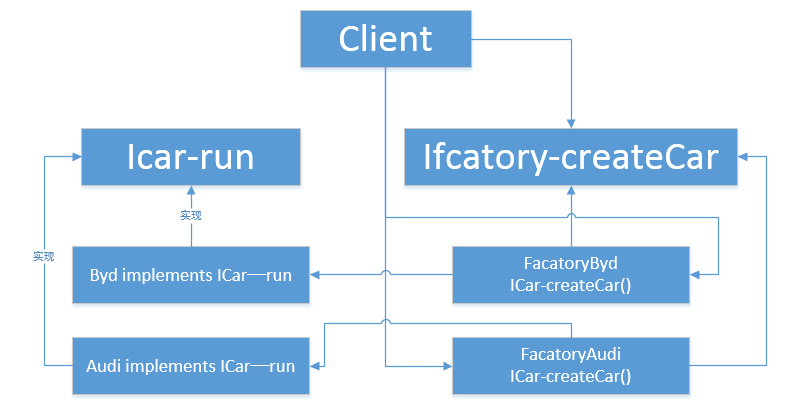 Client
Icar-run
Ifcatory-createCar
实现
实现
Byd implements ICar──run
FacatoryByd
ICar-createCar()
Audi implements ICar──run
FacatoryAudi
ICar-createCar()